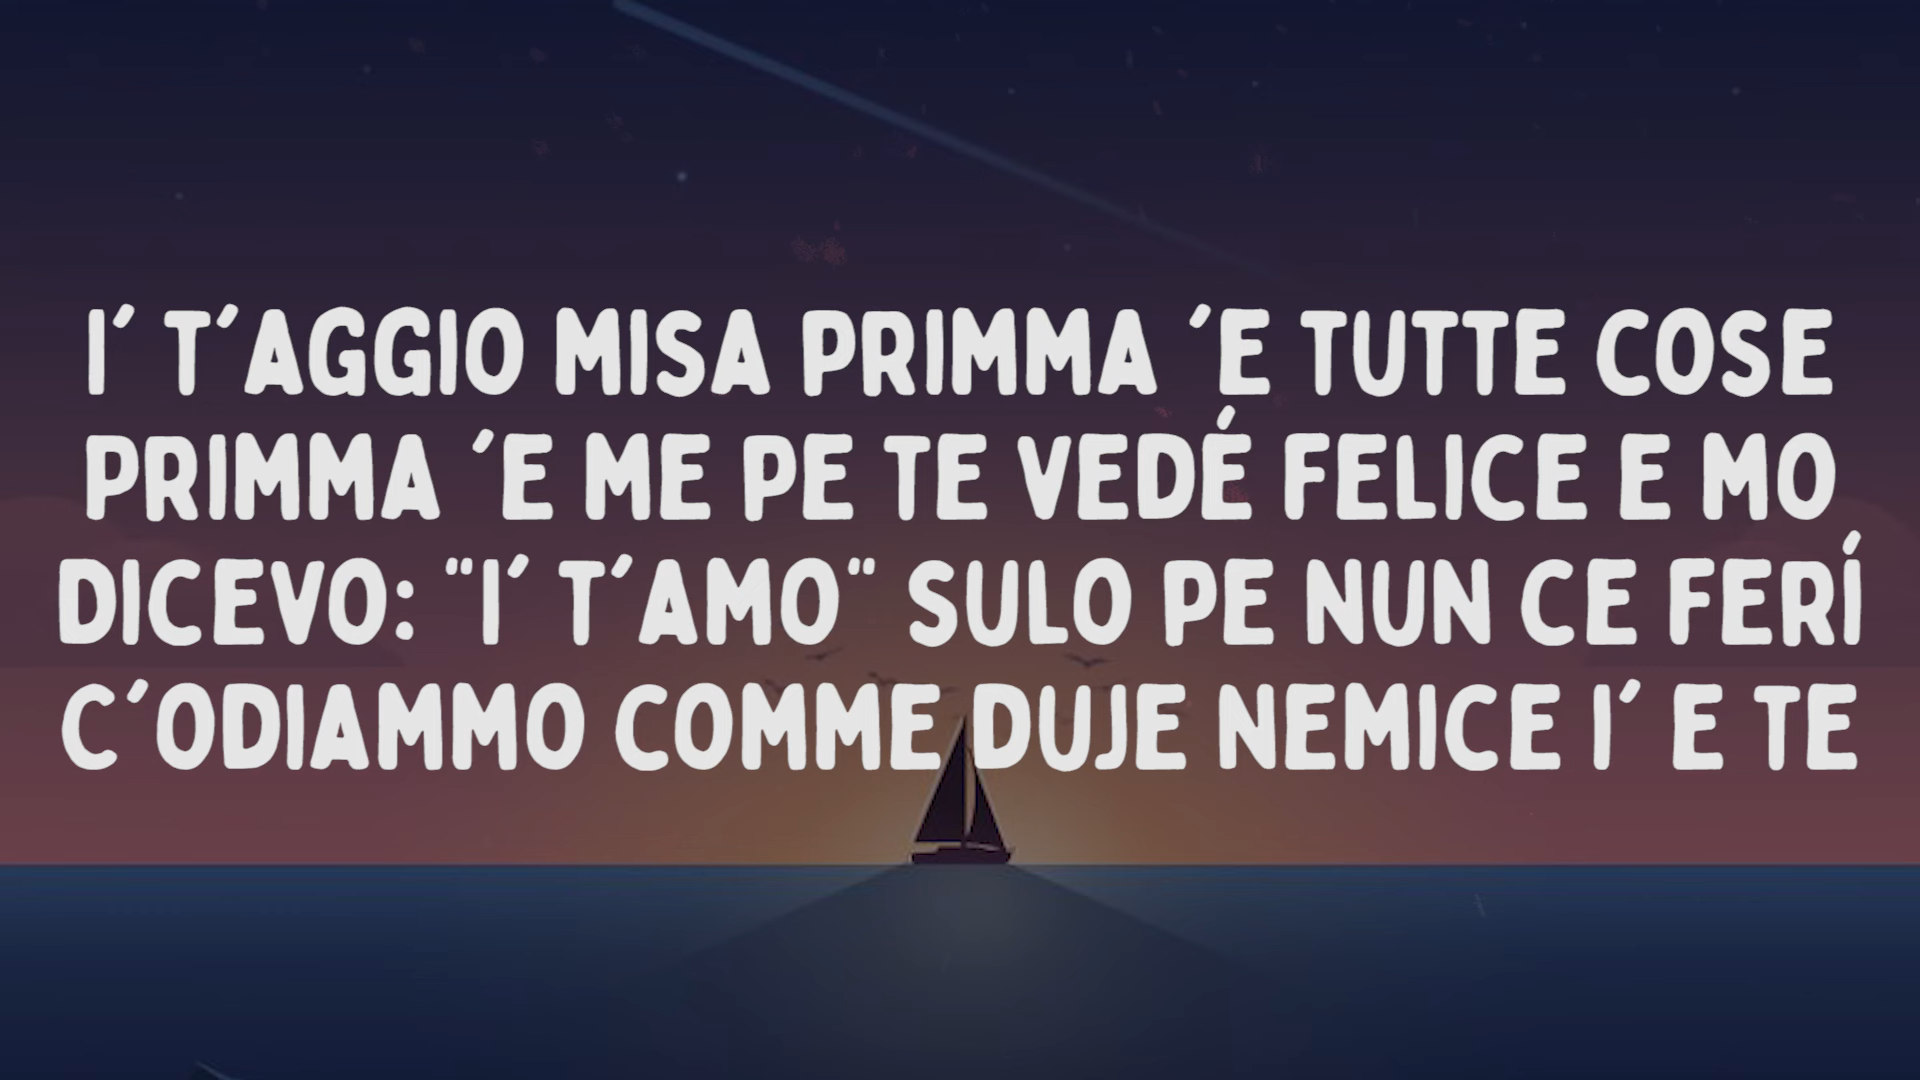 I' T'AGGIO MISA PRIMMA 'E TUTTE COSE
PRIMMA 'E ME PE TE VEDÉ FELICE E MO
DICEVO: "I' T'AMO" SULO PE NUN CE FERÍ
C'ODIAMMO COMME DUJE NEMICE I' E TE